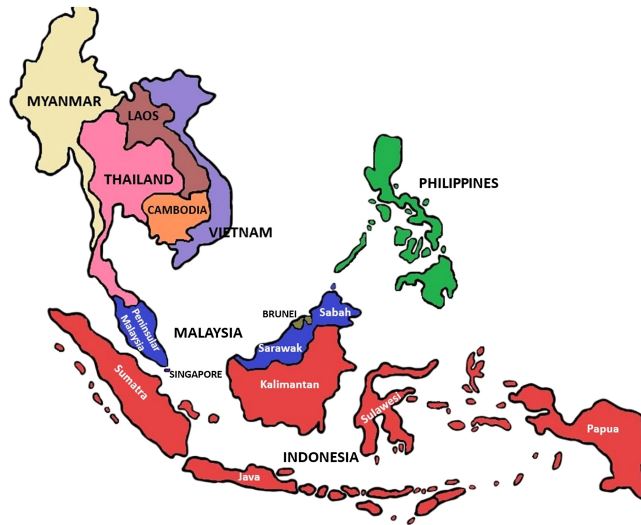 MYANMAR
LAOS
THAILAND
CAMBODIA
VIETNAM
PHILIPPINES
BRUNEI
Sabah
Peninsular
Malaysia
MALAYSIA
Sarawak
SINGAPORE
Sumatra
Kalimantan
Sulawesi
Papua
INDONESIA
Java